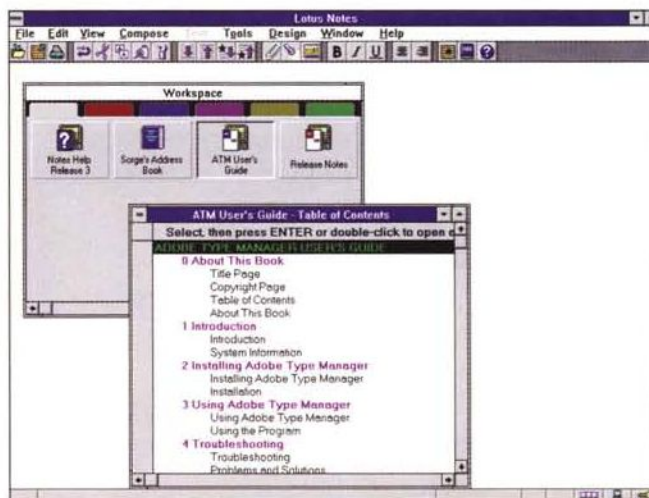 Lotus Notes
File Edit View Compose Text Tools Design Window Help
B I U
Workspace
Notes Help Release 3
Sorge's Address Book
ATM User's Guide
Release Notes
ATM User's Guide - Table of Contents
Select, then press ENTER or double-click to open
ADOBE TYPE MANAGER USER'S GUIDE
0 About This Book
Title Page
Copyright Page
Table of Contents
About This Book
1 Introduction
Introduction
System Information
2 Installing Adobe Type Manager
Installing Adobe Type Manager
Installation
3 Using Adobe Type Manager
Using Adobe Type Manager
Using the Program
4 Troubleshooting
Troubleshooting
Problems and Solutions